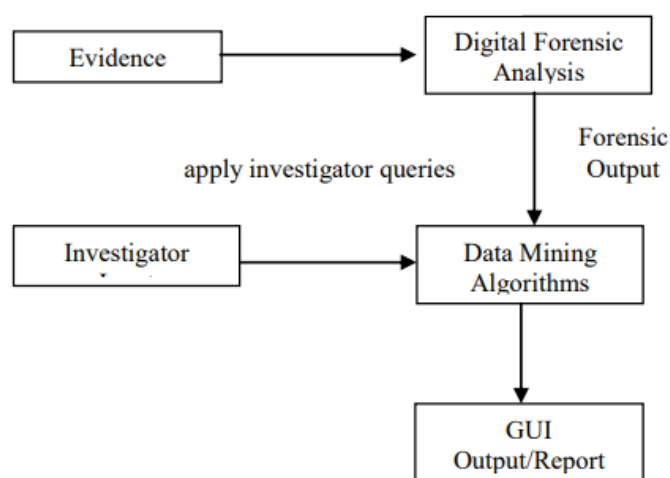 Evidence
Digital Forensic
Analysis
Forensic
Output
apply investigator queries
Investigator
Data Mining
Algorithms
GUI
Output/Report